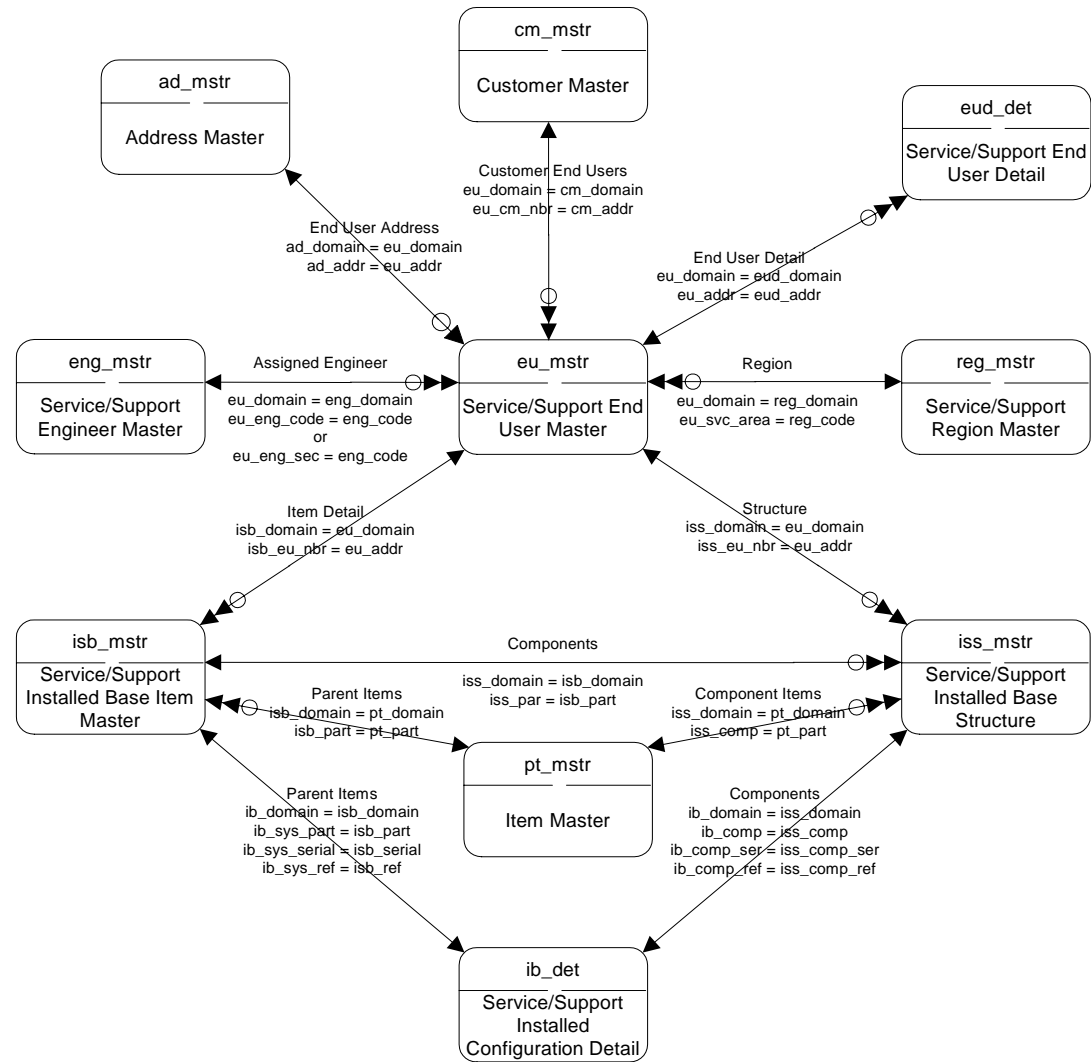 cm_mstr
Customer Master
ad_mstr
Address Master
eud_det
Service/Support End
User Detail
Customer End Users
eu_domain = cm_domain
eu_cm_nbr = cm_addr
End User Address
ad_domain = eu_domain
ad_addr = eu_addr
End User Detail
eu_domain = eud_domain
eu_addr = eud_addr
eng_mstr
Service/Support
Engineer Master
Assigned Engineer
eu_domain = eng_domain
eu_eng_code = eng_code
or
eu_eng_sec = eng_code
eu_mstr
Service/Support End
User Master
Region
eu_domain = reg_domain
eu_svc_area = reg_code
reg_mstr
Service/Support
Region Master
Item Detail
isb_domain = eu_domain
isb_eu_nbr = eu_addr
Structure
iss_domain = eu_domain
iss_eu_nbr = eu_addr
isb_mstr
Service/Support
Installed Base Item
Master
Components
iss_domain = isb_domain
iss_par = isb_part
iss_mstr
Service/Support
Installed Base
Structure
Parent Items
isb_domain = pt_domain
isb_part = pt_part
Component Items
iss_domain = pt_domain
iss_comp = pt_part
pt_mstr
Item Master
Parent Items
ib_domain = isb_domain
ib_sys_part = isb_part
ib_sys_serial = isb_serial
ib_sys_ref = isb_ref
Components
ib_domain = iss_domain
ib_comp = iss_comp
ib_comp_ser = iss_comp_ser
ib_comp_ref = iss_comp_ref
ib_det
Service/Support
Installed
Configuration Detail